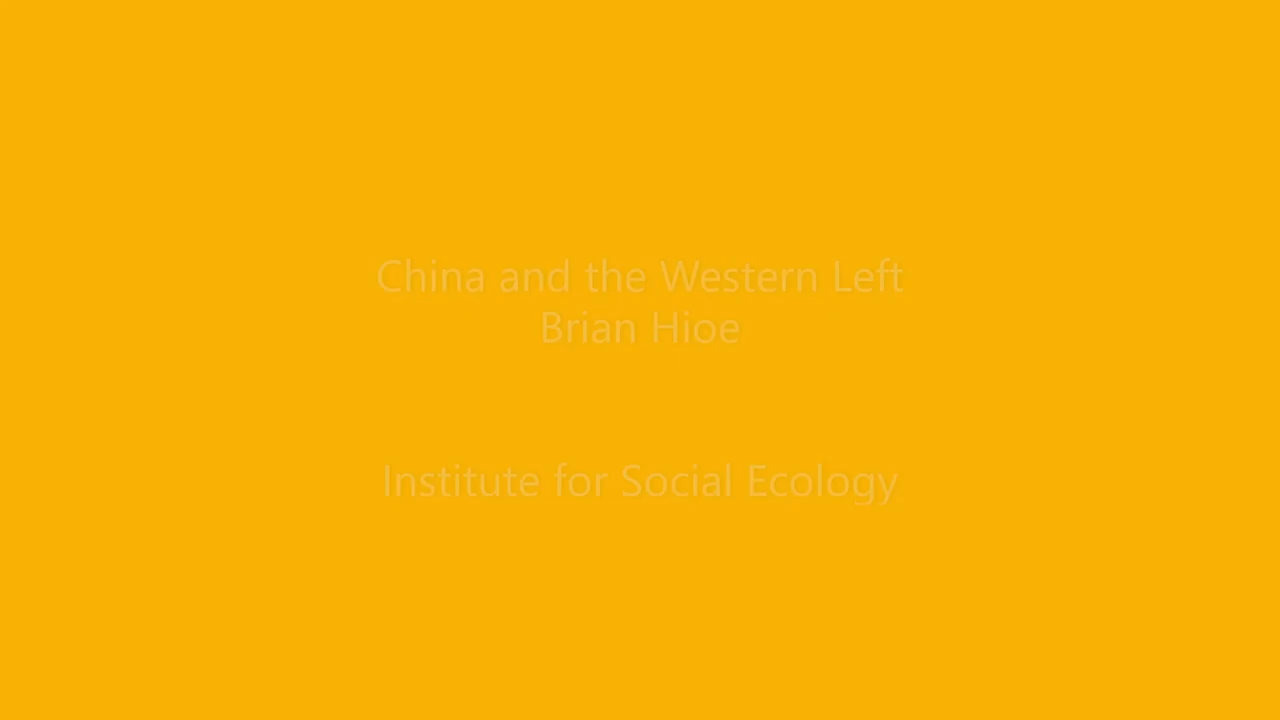 China and the Western Left
Brian Hioe
Institute for Social Ecology